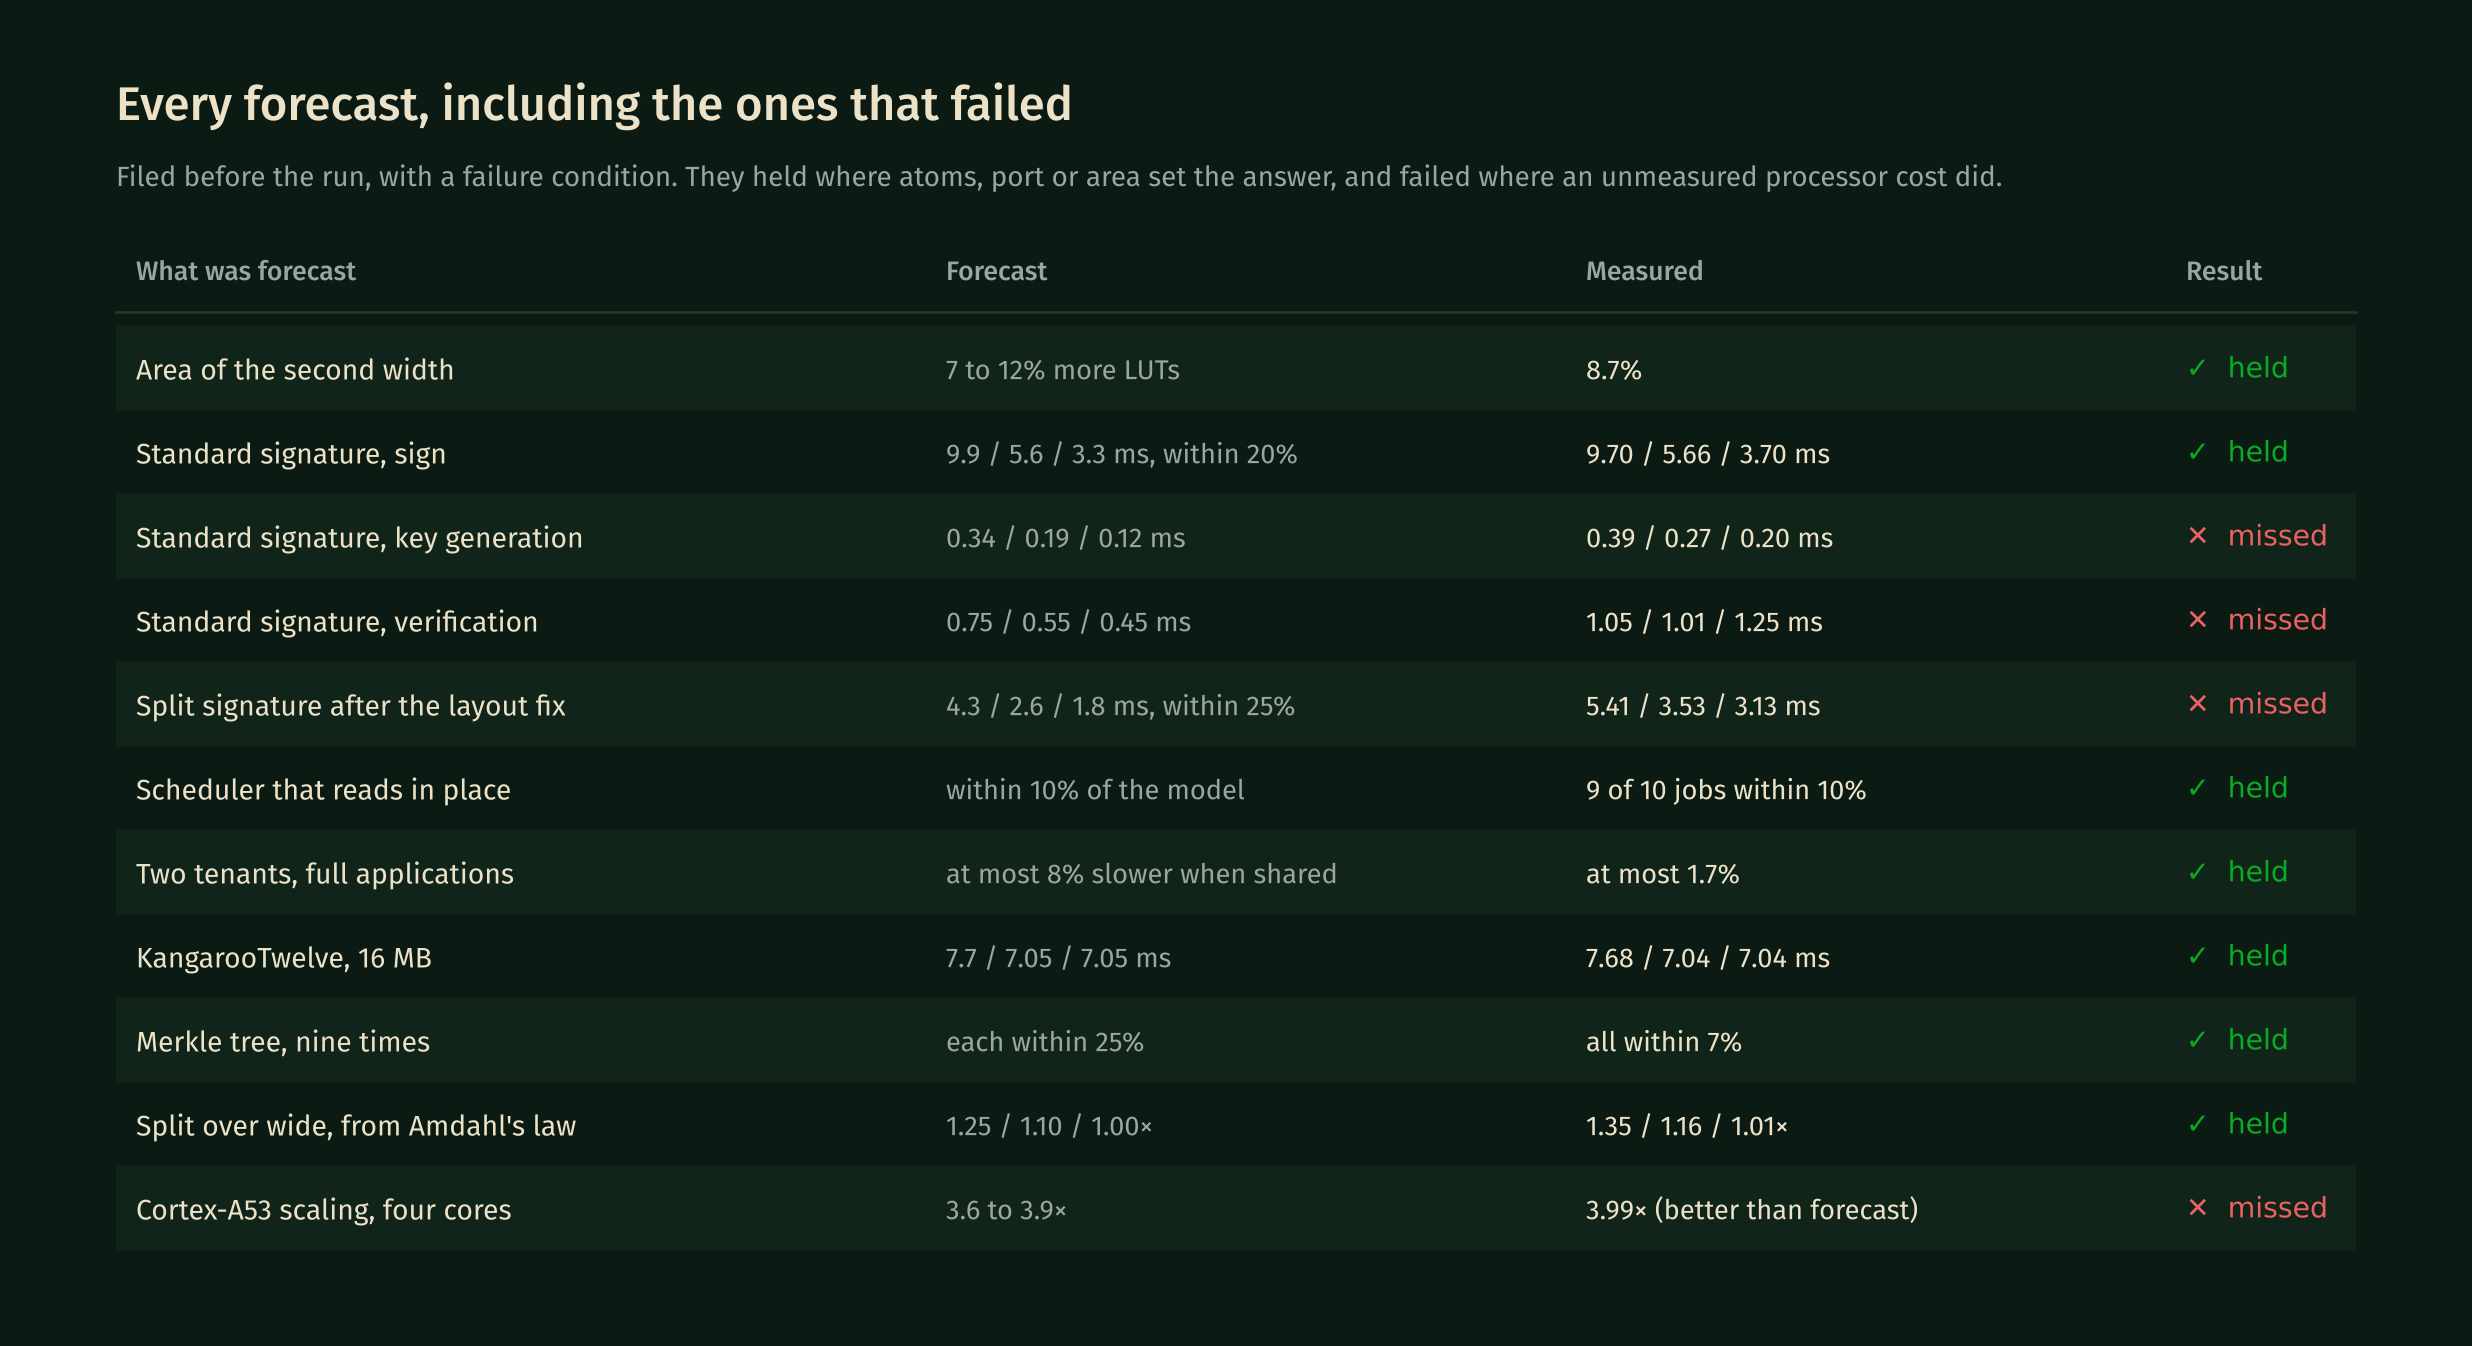 Every forecast, including the ones that failed
Filed before the run, with a failure condition. They held where atoms, port or area set the answer, and failed where an unmeasured processor cost did.
What was forecast Forecast Measured Result
Area of the second width 7 to 12% more LUTs 8.7% ✓ held
Standard signature, sign 9.9 / 5.6 / 3.3 ms, within 20% 9.70 / 5.66 / 3.70 ms ✓ held
Standard signature, key generation 0.34 / 0.19 / 0.12 ms 0.39 / 0.27 / 0.20 ms ✕ missed
Standard signature, verification 0.75 / 0.55 / 0.45 ms 1.05 / 1.01 / 1.25 ms ✕ missed
Split signature after the layout fix 4.3 / 2.6 / 1.8 ms, within 25% 5.41 / 3.53 / 3.13 ms ✕ missed
Scheduler that reads in place within 10% of the model 9 of 10 jobs within 10% ✓ held
Two tenants, full applications at most 8% slower when shared at most 1.7% ✓ held
KangarooTwelve, 16 MB 7.7 / 7.05 / 7.05 ms 7.68 / 7.04 / 7.04 ms ✓ held
Merkle tree, nine times each within 25% all within 7% ✓ held
Split over wide, from Amdahl's law 1.25 / 1.10 / 1.00× 1.35 / 1.16 / 1.01× ✓ held
Cortex-A53 scaling, four cores 3.6 to 3.9× 3.99× (better than forecast) ✕ missed